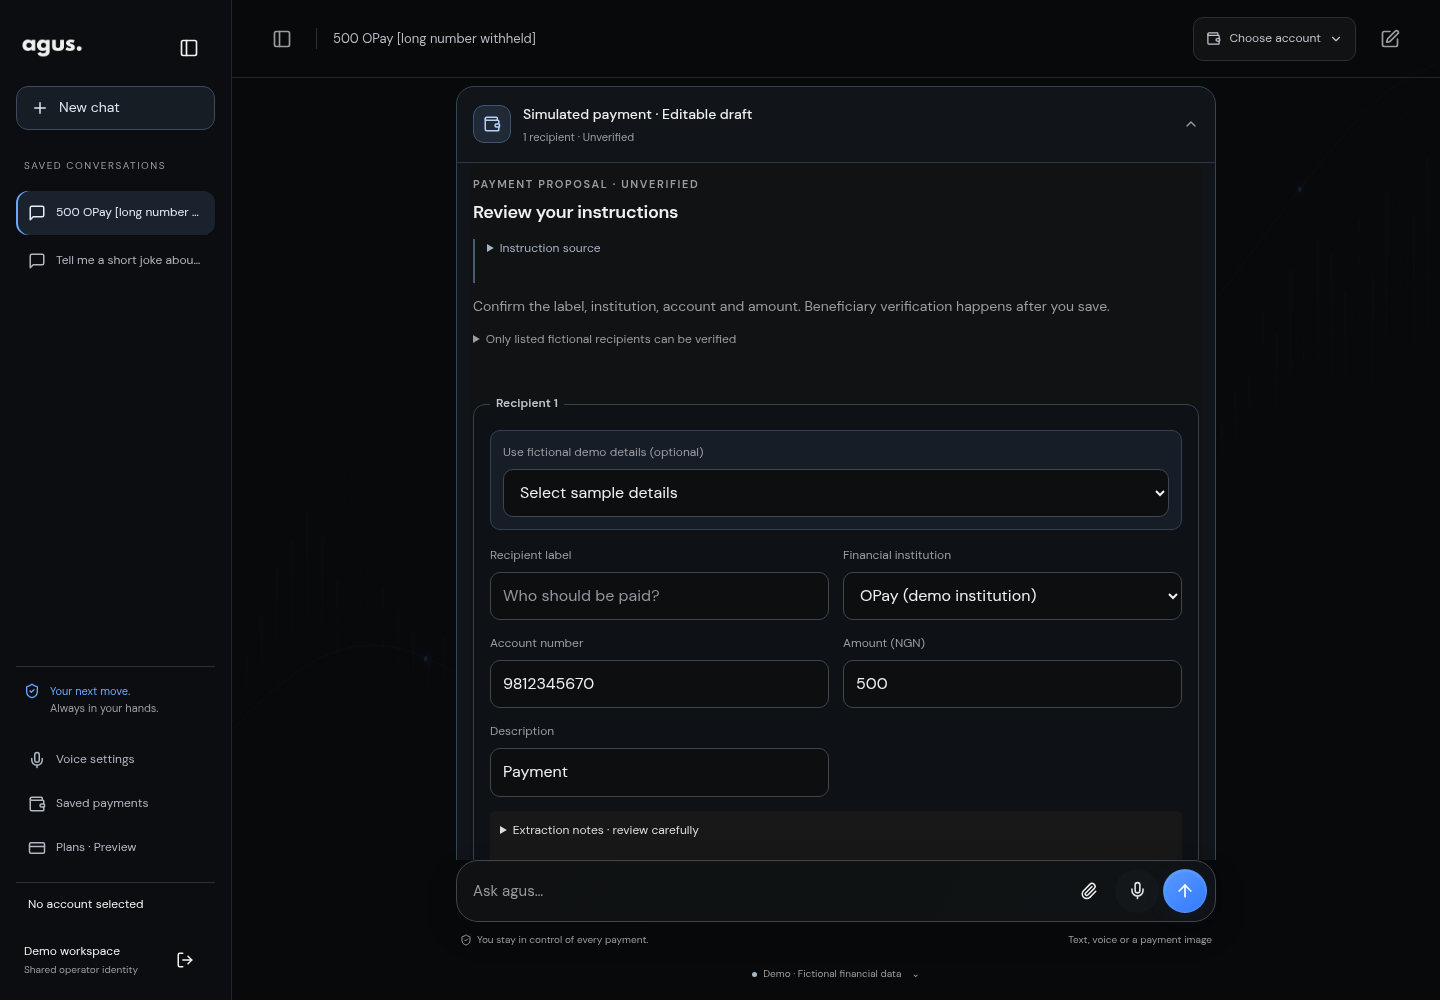 agus.
New chat
SAVED CONVERSATIONS
500 OPay [long number ...
Tell me a short joke abou...
Your next move.
Always in your hands.
Voice settings
Saved payments
Plans · Preview
No account selected
Demo workspace
Shared operator identity
500 OPay [long number withheld]
Choose account
Simulated payment · Editable draft
1 recipient · Unverified
PAYMENT PROPOSAL · UNVERIFIED
Review your instructions
Instruction source
Confirm the label, institution, account and amount. Beneficiary verification happens after you save.
Only listed fictional recipients can be verified
Recipient 1
Use fictional demo details (optional)
Select sample details
Recipient label
Who should be paid?
Financial institution
OPay (demo institution)
Account number
9812345670
Amount (NGN)
500
Description
Payment
Extraction notes · review carefully
Ask agus...
You stay in control of every payment.
Text, voice or a payment image
Demo · Fictional financial data